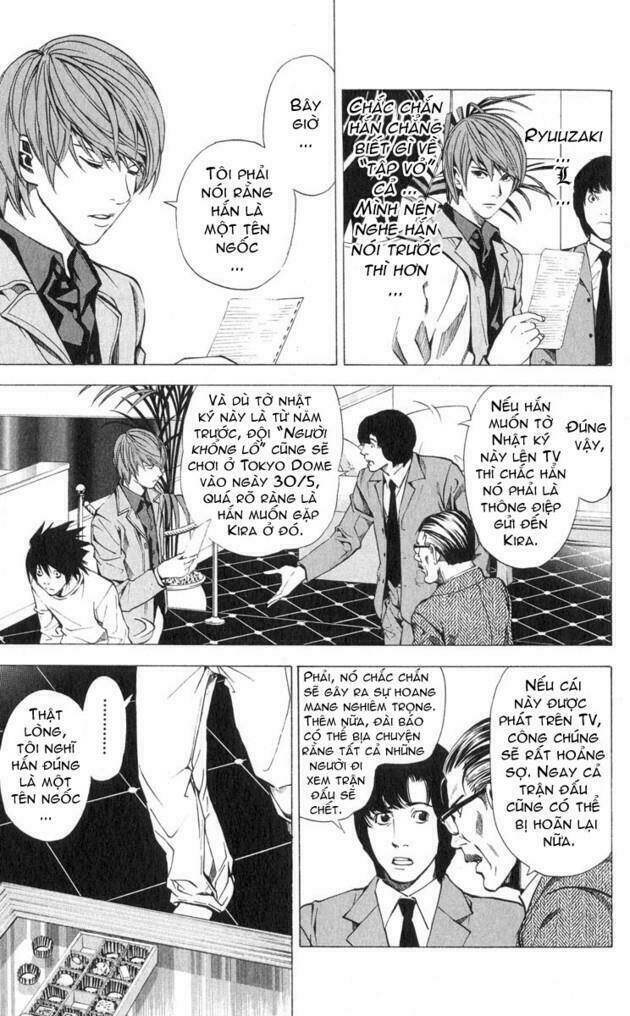 RYUUZAKI
...
L
...
CHẮC CHẮN
HẮN CHẲNG
BIẾT GÌ VỀ
"TẬP VỞ"
CẢ ...
MÌNH NÊN
NGHE HẮN
NÓI TRƯỚC
THÌ HƠN
...
BÂY
GIỜ
...
TÔI PHẢI
NÓI RẰNG
HẮN LÀ
MỘT TÊN
NGỐC
...
ĐÚNG
VẬY,
NẾU HẮN
MUỐN TỜ
NHẬT KÝ
NÀY LÊN TV
THÌ CHẮC HẲN
NÓ PHẢI LÀ
THÔNG ĐIỆP
GỬI ĐẾN
KIRA.
VÀ DÙ TỜ NHẬT
KÝ NÀY LÀ TỪ NĂM
TRƯỚC, ĐỘI "NGƯỜI
KHỔNG LỒ" CŨNG SẼ
CHƠI Ở TOKYO DOME
VÀO NGÀY 30/5,
QUÁ RÕ RÀNG LÀ
HẮN MUỐN GẶP
KIRA Ở ĐÓ.
NẾU CÁI
NÀY ĐƯỢC
PHÁT TRÊN TV,
CÔNG CHÚNG
SẼ RẤT HOẢNG
SỢ. NGAY CẢ
TRẬN ĐẤU
CŨNG CÓ THỂ
BỊ HOÃN LẠI
NỮA.
PHẢI, NÓ CHẮC CHẮN
SẼ GÂY RA SỰ HOANG
MANG NGHIÊM TRỌNG.
THÊM NỮA, ĐÀI BÁO
CÓ THỂ BỊA CHUYỆN
RẰNG TẤT CẢ NHỮNG
NGƯỜI ĐI
XEM TRẬN
ĐẤU SẼ
CHẾT.
.........
THẬT
LÒNG,
TÔI NGHĨ
HẮN ĐÚNG
LÀ MỘT
TÊN NGỐC
...